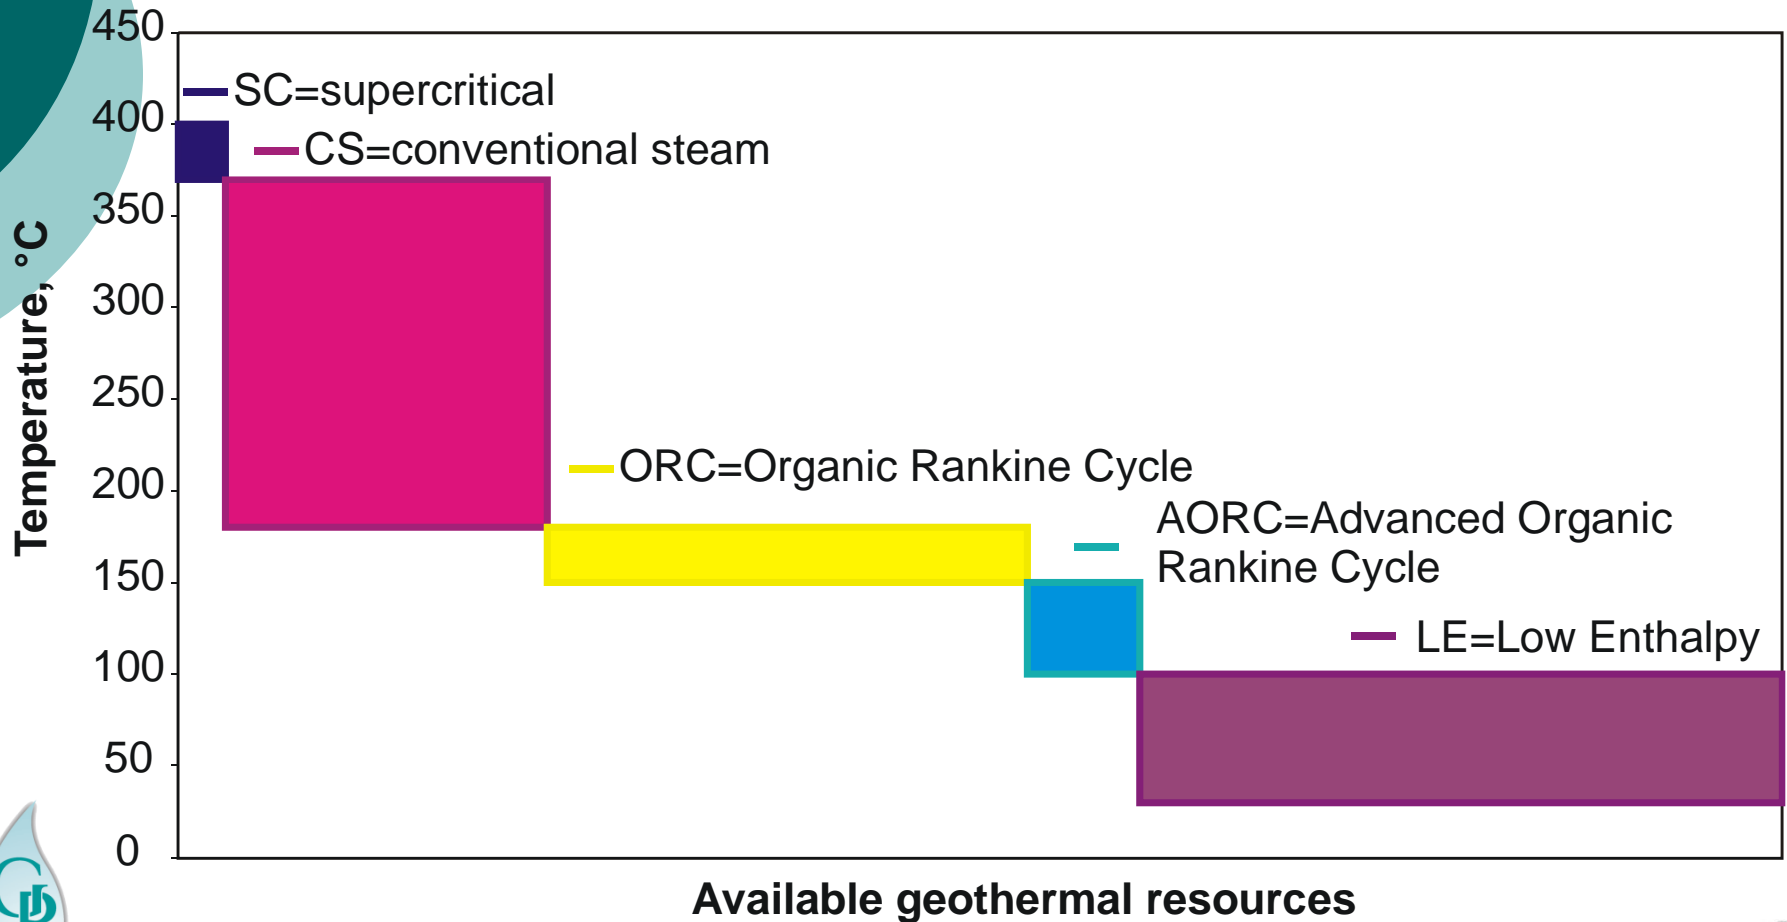 450
SC=supercritical
400
CS=conventional steam
350
300
250
ORC=Organic Rankine Cycle
200
AORC=Advanced Organic
Rankine Cycle
150
LE=Low Enthalpy
100
50
0
Temperature, °C
Available geothermal resources